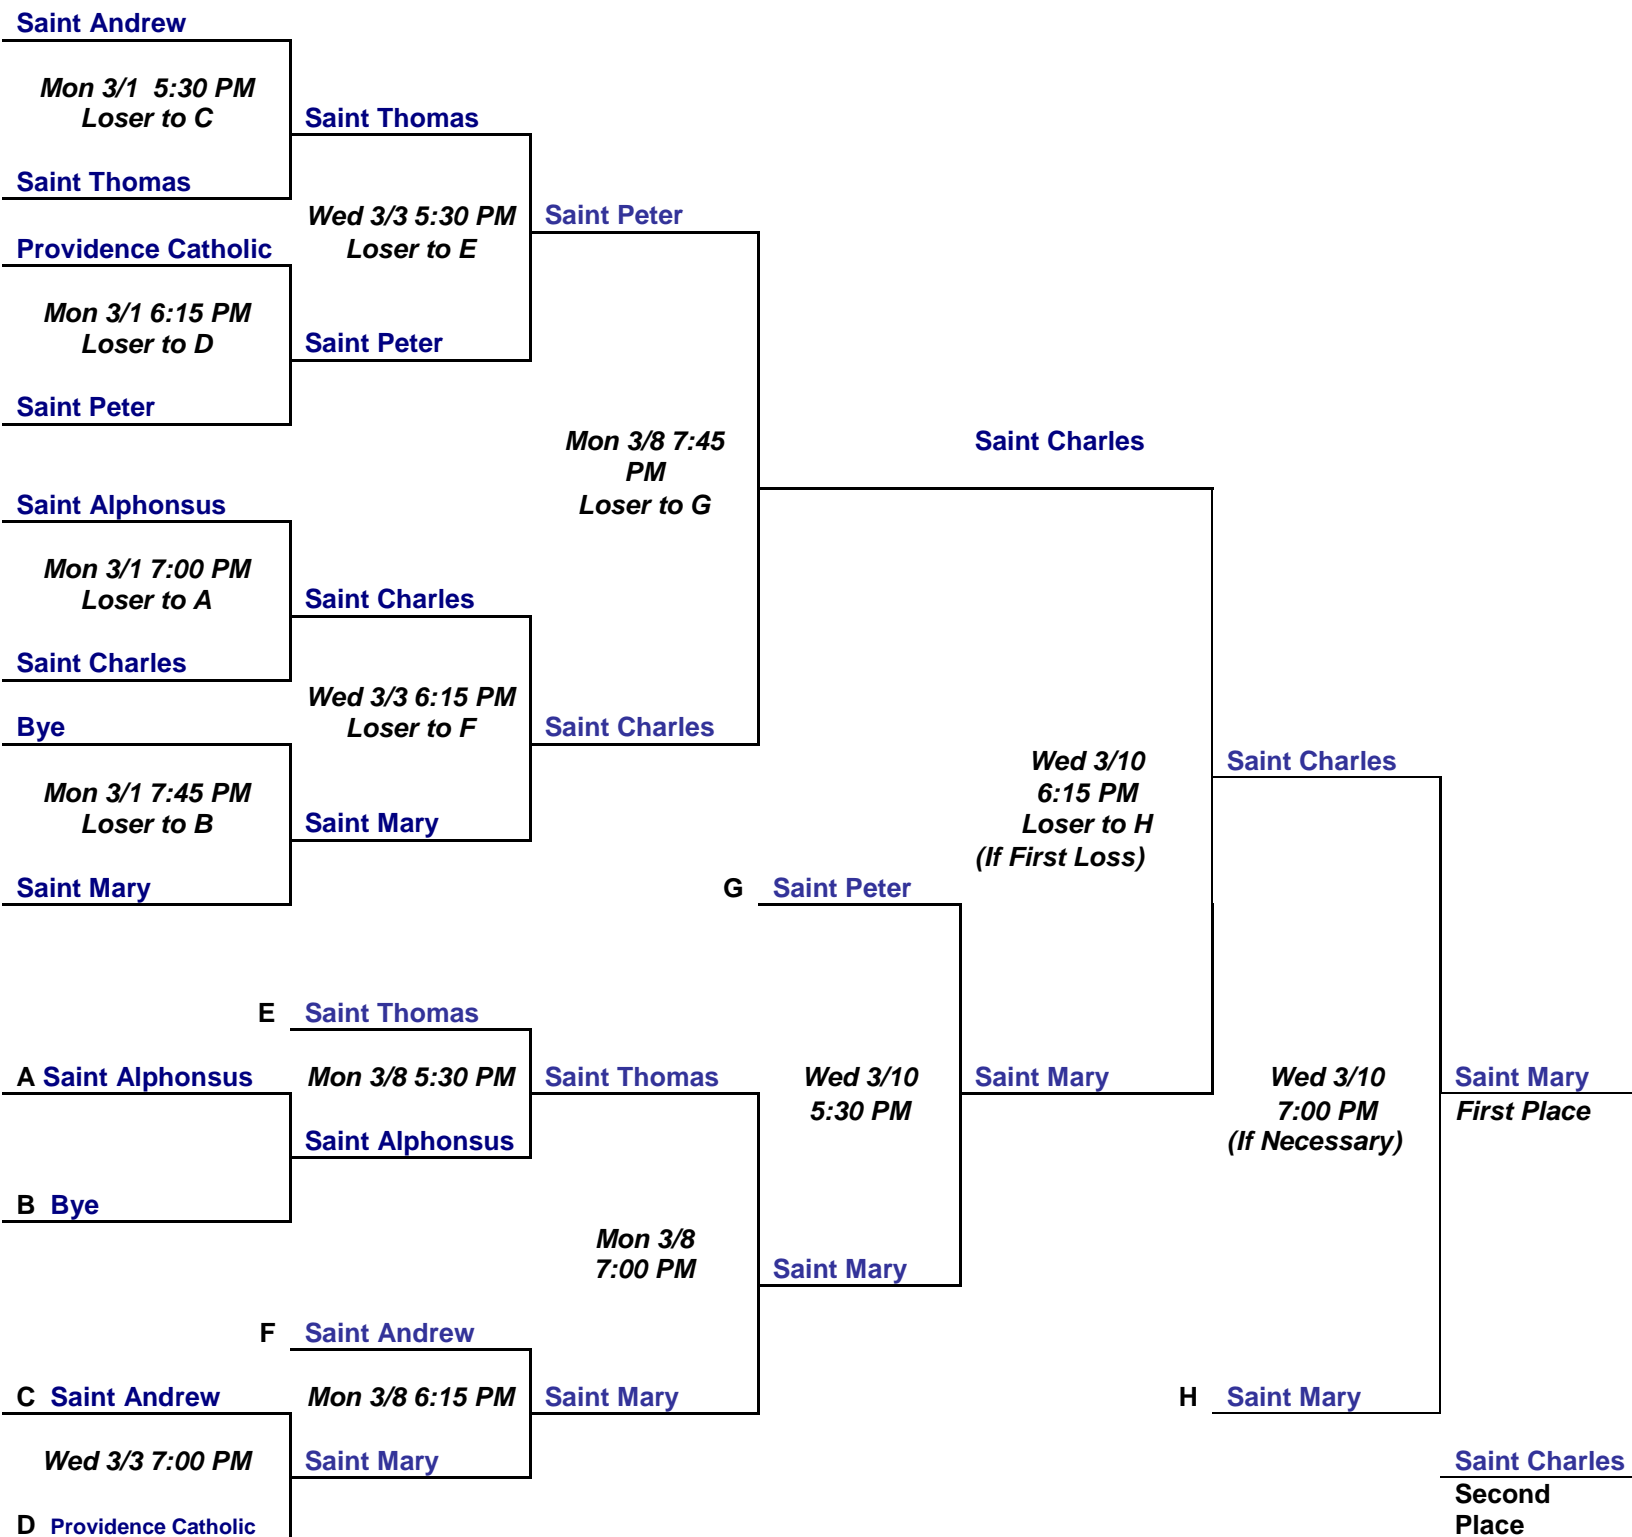 Saint Andrew
Mon 3/1 5:30 PM
Loser to C
Saint Thomas
Saint Thomas
Wed 3/3 5:30 PM
Saint Peter
Providence Catholic
Loser to E
Mon 3/1 6:15 PM
Loser to D
Saint Peter
Saint Peter
Mon 3/8 7:45
PM
Loser to G
Saint Charles
Saint Alphonsus
Mon 3/1 7:00 PM
Loser to A
Saint Charles
Saint Charles
Wed 3/3 6:15 PM
Loser to F
Saint Charles
Bye
Mon 3/1 7:45 PM
Loser to B
Saint Mary
Saint Mary
Wed 3/10
6:15 PM
Loser to H
(If First Loss)
Saint Charles
G Saint Peter
E Saint Thomas
A Saint Alphonsus
Mon 3/8 5:30 PM
Saint Thomas
Wed 3/10
5:30 PM
Saint Mary
Wed 3/10
7:00 PM
(If Necessary)
Saint Mary
First Place
Saint Alphonsus
B Bye
Mon 3/8
7:00 PM
Saint Mary
F Saint Andrew
C Saint Andrew
Mon 3/8 6:15 PM
Saint Mary
H Saint Mary
Wed 3/3 7:00 PM
Saint Mary
Saint Charles
Second
Place
D Providence Catholic